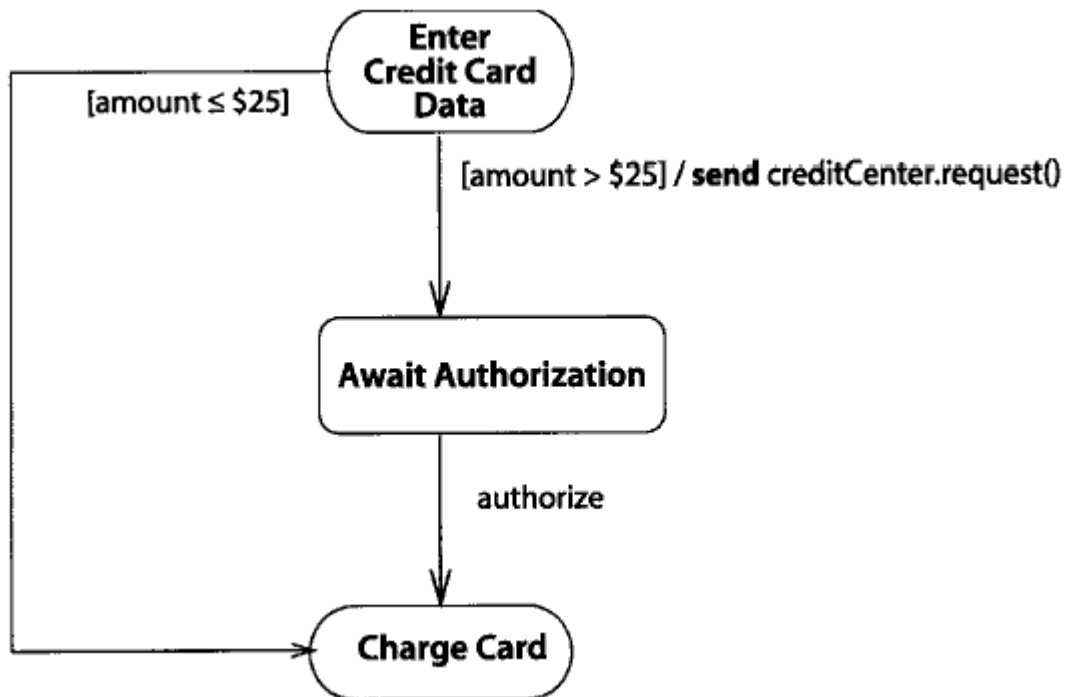 Enter
Credit Card
Data
[amount ≤ $25]
[amount > $25] / send creditCenter.request()
Await Authorization
authorize
Charge Card